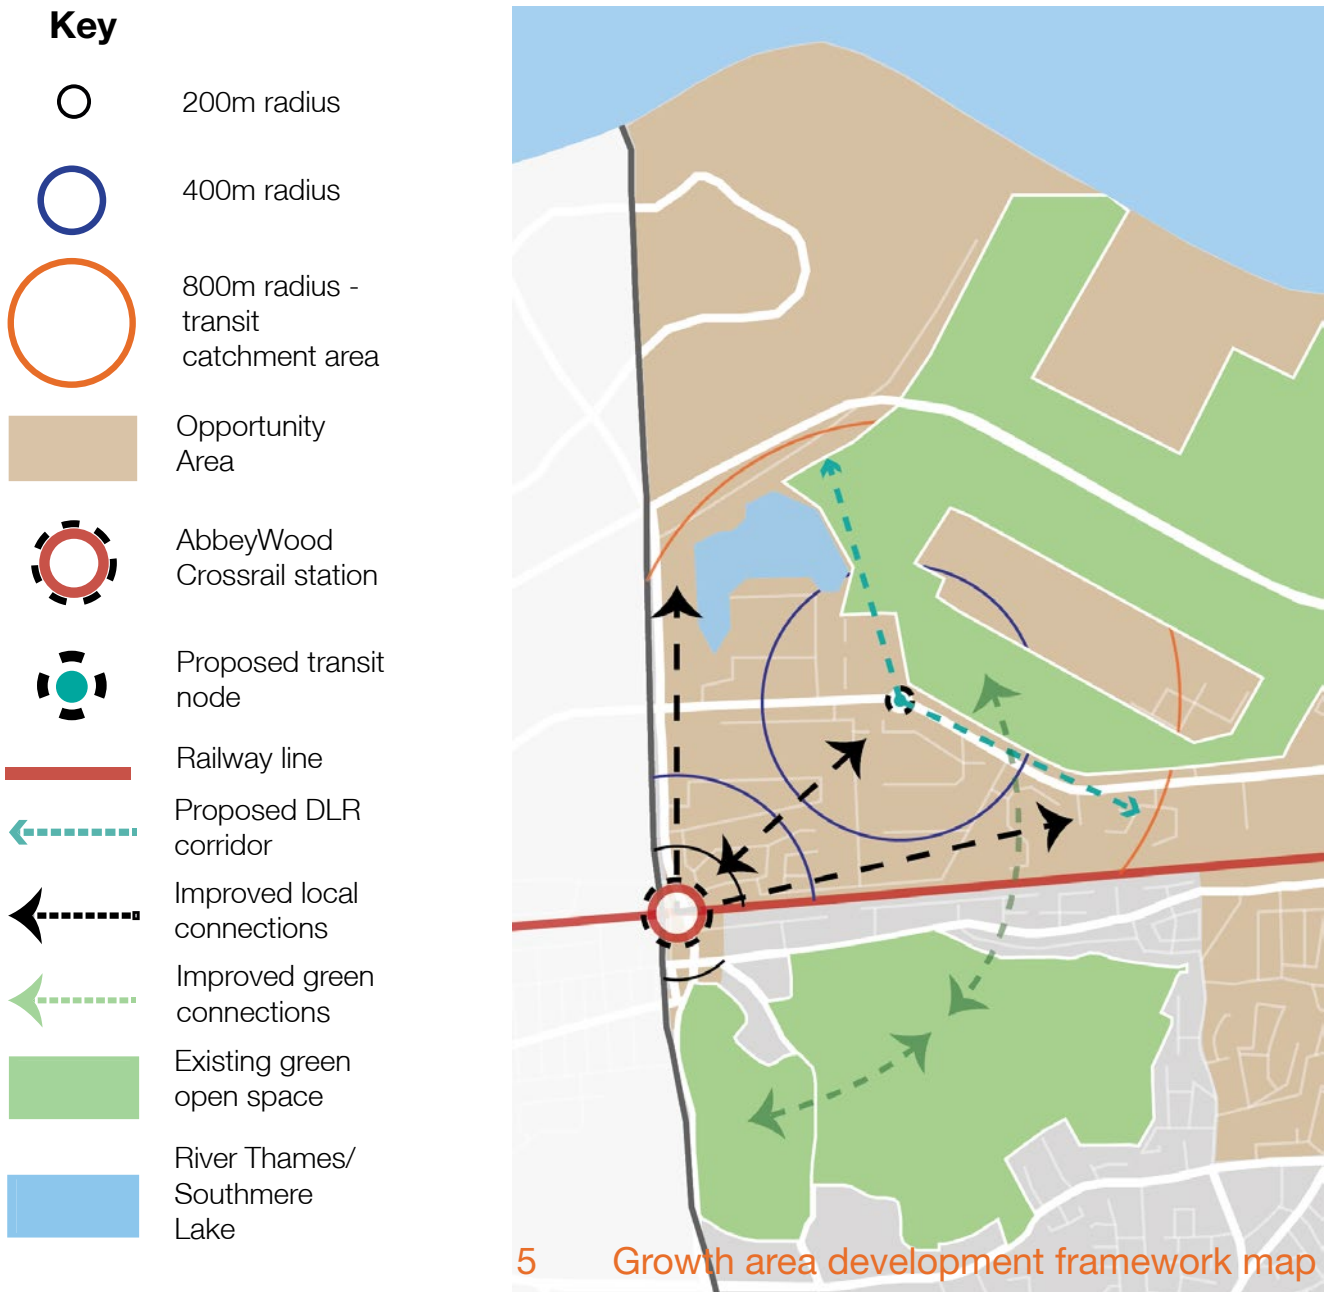 Key
200m radius
400m radius
800m radius -
transit
catchment area
Opportunity
Area
AbbeyWood
Crossrail station
Proposed transit
node
Railway line
Proposed DLR
corridor
Improved local
connections
Improved green
connections
Existing green
open space
River Thames/
Southmere
Lake
5 Growth area development framework map